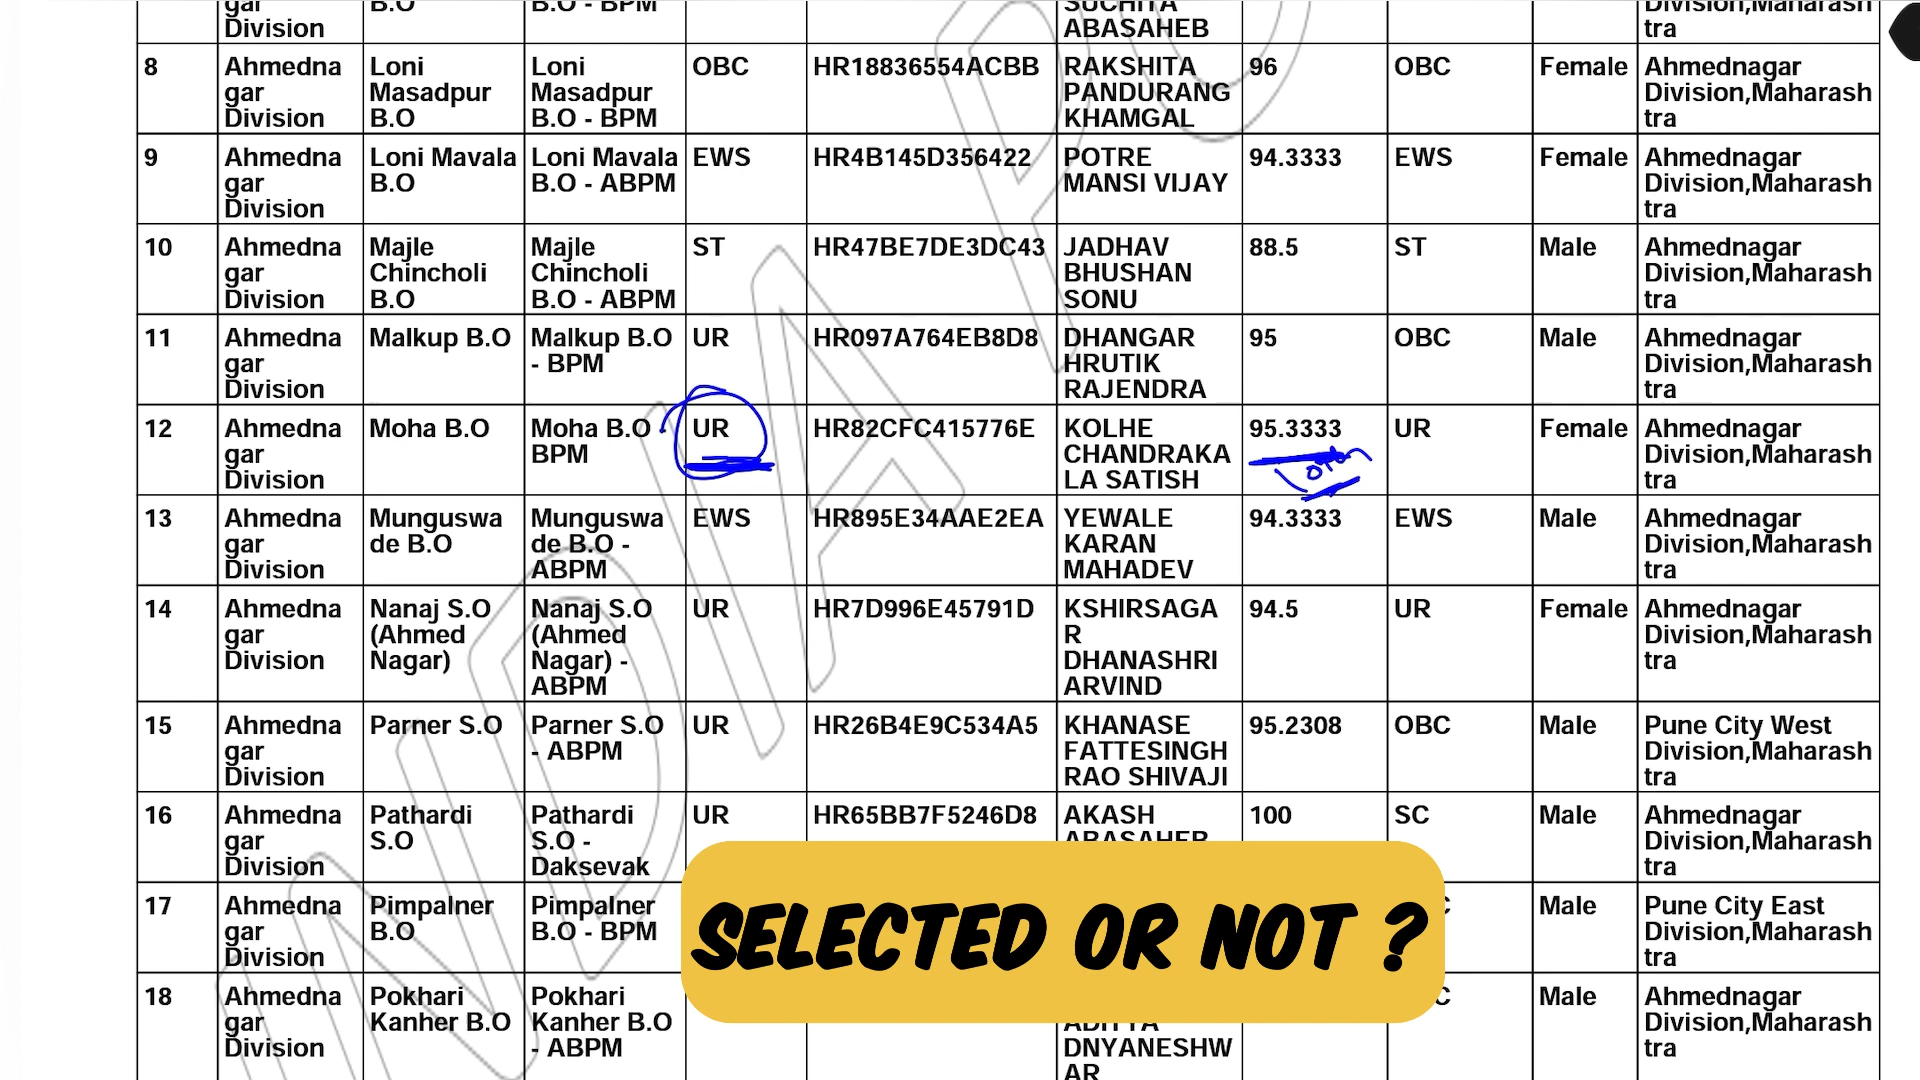 gar B.O B.O - BPM SUCHITA Division,Maharash
Division ABASAHEB tra
8 Ahmedna Loni Loni OBC HR18836554ACBB RAKSHITA 96 OBC Female Ahmednagar
gar Masadpur Masadpur PANDURANG Division,Maharash
Division B.O B.O - BPM KHAMGAL tra
9 Ahmedna Loni Mavala Loni Mavala EWS HR4B145D356422 POTRE 94.3333 EWS Female Ahmednagar
gar B.O B.O - ABPM MANSI VIJAY Division,Maharash
Division tra
10 Ahmedna Majle Majle ST HR47BE7DE3DC43 JADHAV 88.5 ST Male Ahmednagar
gar Chincholi Chincholi BHUSHAN Division,Maharash
Division B.O B.O - ABPM SONU tra
11 Ahmedna Malkup B.O Malkup B.O UR HR097A764EB8D8 DHANGAR 95 OBC Male Ahmednagar
gar - BPM HRUTIK Division,Maharash
Division RAJENDRA tra
12 Ahmedna Moha B.O Moha B.O UR HR82CFC415776E KOLHE 95.3333 UR Female Ahmednagar
gar BPM CHANDRAKA Division,Maharash
Division LA SATISH tra
13 Ahmedna Munguswa Munguswa EWS HR895E34AAE2EA YEWALE 94.3333 EWS Male Ahmednagar
gar de B.O de B.O - KARAN Division,Maharash
Division ABPM MAHADEV tra
14 Ahmedna Nanaj S.O Nanaj S.O UR HR7D996E45791D KSHIRSAGA 94.5 UR Female Ahmednagar
gar (Ahmed (Ahmed R Division,Maharash
Division Nagar) Nagar) - DHANASHRI tra
ABPM ARVIND
15 Ahmedna Parner S.O Parner S.O UR HR26B4E9C534A5 KHANASE 95.2308 OBC Male Pune City West
gar - ABPM FATTESINGH Division,Maharash
Division RAO SHIVAJI tra
16 Ahmedna Pathardi Pathardi UR HR65BB7F5246D8 AKASH 100 SC Male Ahmednagar
gar S.O S.O - ABASAHEB Division,Maharash
Division Daksevak tra
17 Ahmedna Pimpalner Pimpalner Male Pune City East
gar B.O B.O - BPM Division,Maharash
Division tra
SELECTED OR NOT ?
18 Ahmedna Pokhari Pokhari Male Ahmednagar
gar Kanher B.O Kanher B.O ADITYA Division,Maharash
Division - ABPM DNYANESHW tra
AR